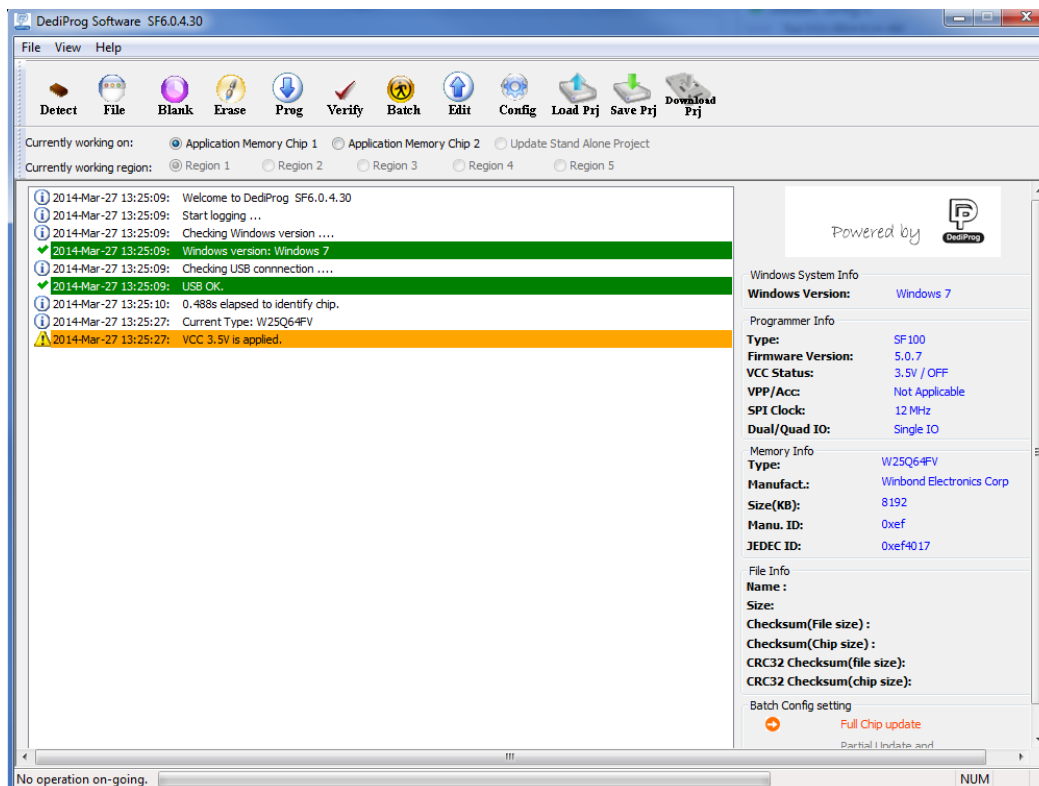 DediProg Software SF6.0.4.30
File View Help
Detect File Blank Erase Prog Verify Batch Edit Config Load Prj Save Prj Download Prj
Currently working on: Application Memory Chip 1 Application Memory Chip 2 Update Stand Alone Project
Currently working region: Region 1 Region 2 Region 3 Region 4 Region 5
2014-Mar-27 13:25:09: Welcome to DediProg SF6.0.4.30
2014-Mar-27 13:25:09: Start logging ...
2014-Mar-27 13:25:09: Checking Windows version ....
2014-Mar-27 13:25:09: Windows version: Windows 7
2014-Mar-27 13:25:09: Checking USB connnection ....
2014-Mar-27 13:25:09: USB OK.
2014-Mar-27 13:25:10: 0.488s elapsed to identify chip.
2014-Mar-27 13:25:27: Current Type: W25Q64FV
2014-Mar-27 13:25:27: VCC 3.5V is applied.
Powered by DediProg
Windows System Info
Windows Version: Windows 7
Programmer Info
Type: SF100
Firmware Version: 5.0.7
VCC Status: 3.5V / OFF
VPP/Acc: Not Applicable
SPI Clock: 12 MHz
Dual/Quad IO: Single IO
Memory Info
Type: W25Q64FV
Manufact.: Winbond Electronics Corp
Size(KB): 8192
Manu. ID: 0xef
JEDEC ID: 0xef4017
File Info
Name :
Size:
Checksum(File size) :
Checksum(Chip size) :
CRC32 Checksum(file size):
CRC32 Checksum(chip size):
Batch Config setting
Full Chip update
Partial Update and
No operation on-going. NUM